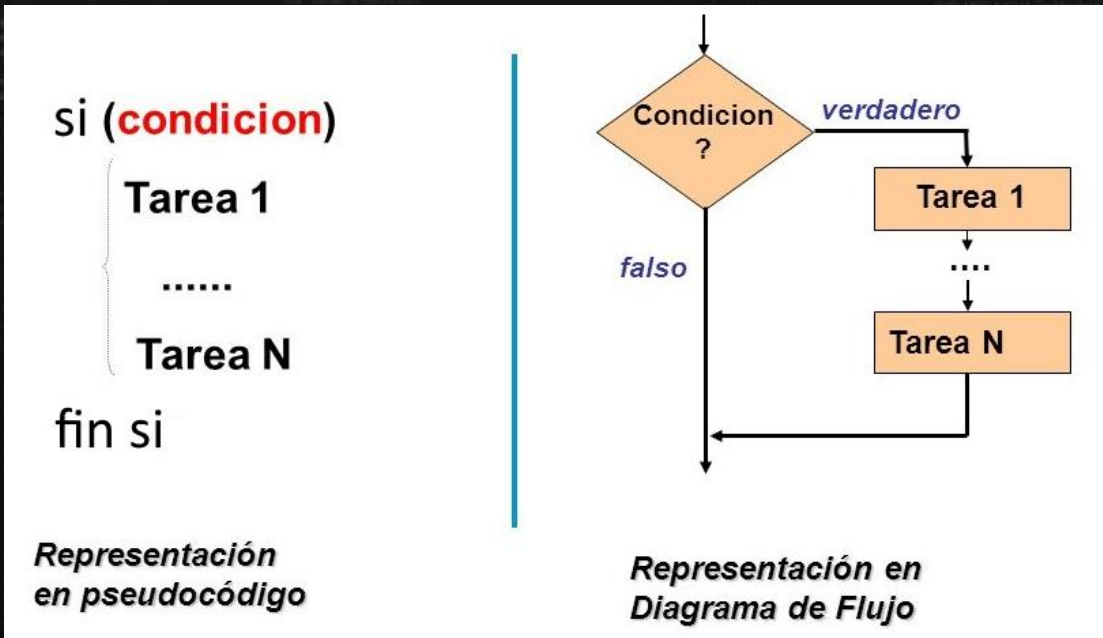 si (condicion)
Tarea 1
......
Tarea N
fin si
Representación
en pseudocódigo
Condicion
?
verdadero
Tarea 1
....
falso
Tarea N
Representación en
Diagrama de Flujo